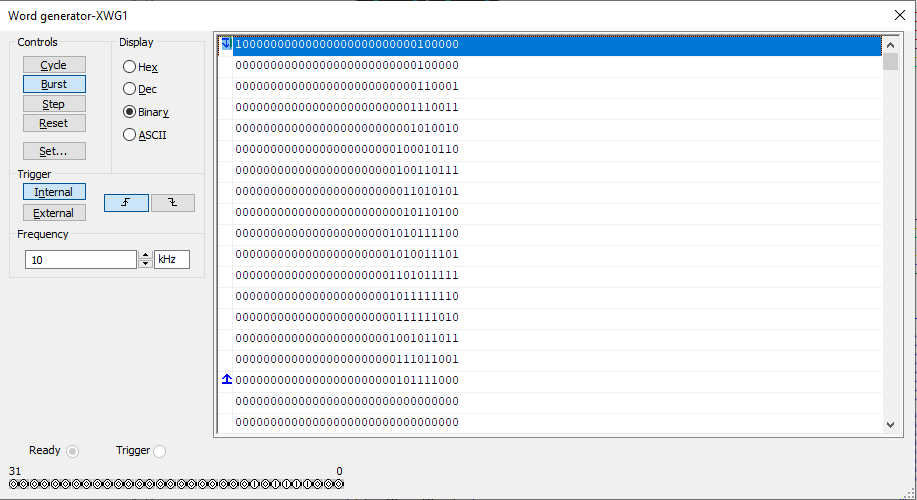 Word generator-XWG1
Controls
Cycle
Burst
Step
Reset
Set...
Display
Hex
Dec
Binary
ASCII
Trigger
Internal
External
Frequency
10 kHz
10000000000000000000000000100000
00000000000000000000000000100000
00000000000000000000000000110001
00000000000000000000000001110011
00000000000000000000000001010010
00000000000000000000000100010110
00000000000000000000000100110111
00000000000000000000000011010101
00000000000000000000000010110100
00000000000000000000001010111100
00000000000000000000001010011101
00000000000000000000001101011111
00000000000000000000001011111110
00000000000000000000000111111010
00000000000000000000001001011011
00000000000000000000000111011001
00000000000000000000000101111000
00000000000000000000000000000000
00000000000000000000000000000000
Ready Trigger
31 0